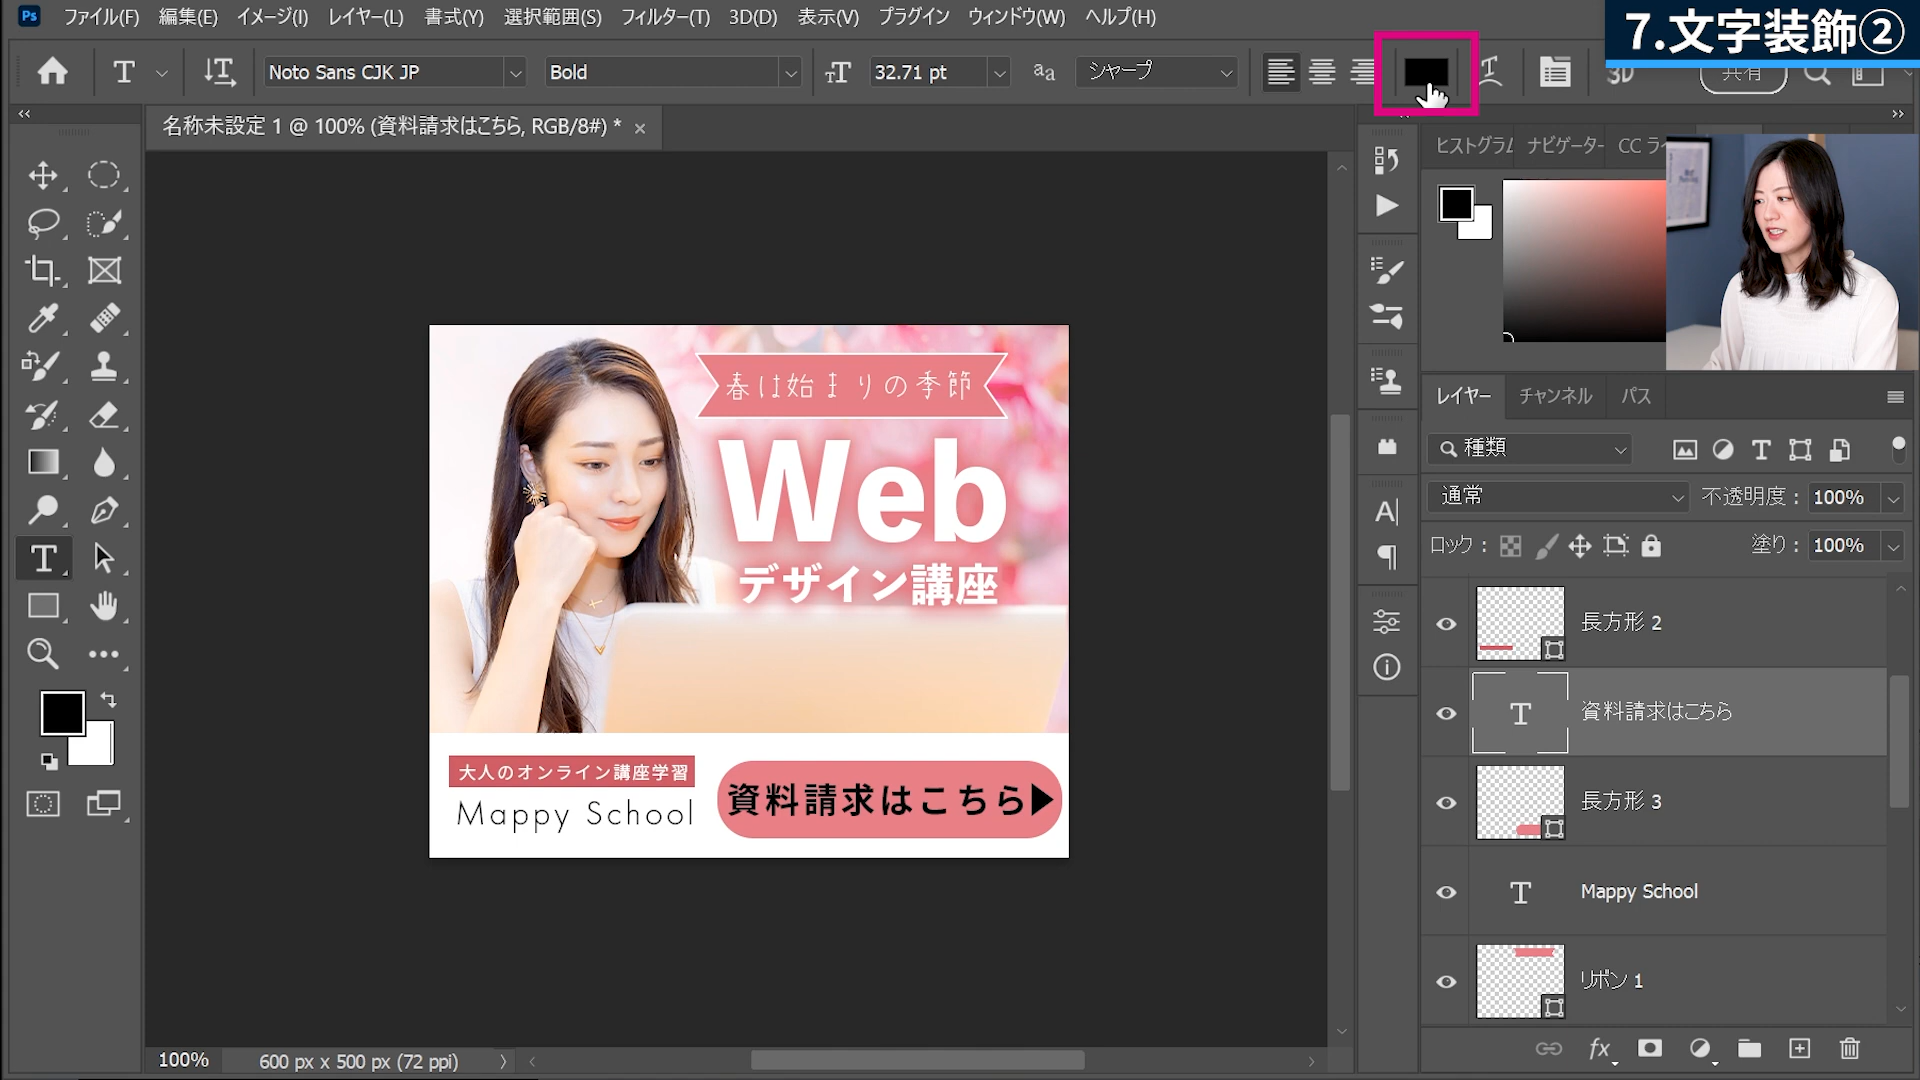 Ps ファイル(F) 編集(E) イメージ(I) レイヤー(L) 書式(Y) 選択範囲(S) フィルター(T) 3D(D) 表示(V) プラグイン ウィンドウ(W) ヘルプ(H)
7.文字装飾②
T Noto Sans CJK JP Bold 32.71 pt aa シャープ 3D 共有
名称未設定 1 @ 100% (資料請求はこちら, RGB/8#) * ×
ヒストグラム ナビゲーター CC ラ
春は始まりの季節
Web
デザイン講座
大人のオンライン講座学習
Mappy School
資料請求はこちら▶
レイヤー チャンネル パス
種類
通常 不透明度: 100%
ロック: 塗り: 100%
長方形 2
資料請求はこちら
長方形 3
Mappy School
リボン 1
fx
100% 600 px x 500 px (72 ppi)